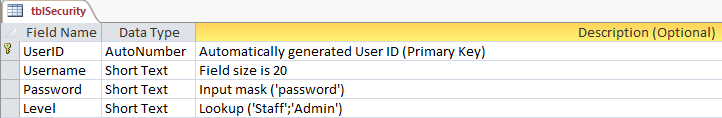 tblSecurity
Field Name Data Type Description (Optional)
UserID AutoNumber Automatically generated User ID (Primary Key)
Username Short Text Field size is 20
Password Short Text Input mask ('password')
Level Short Text Lookup ('Staff';'Admin')